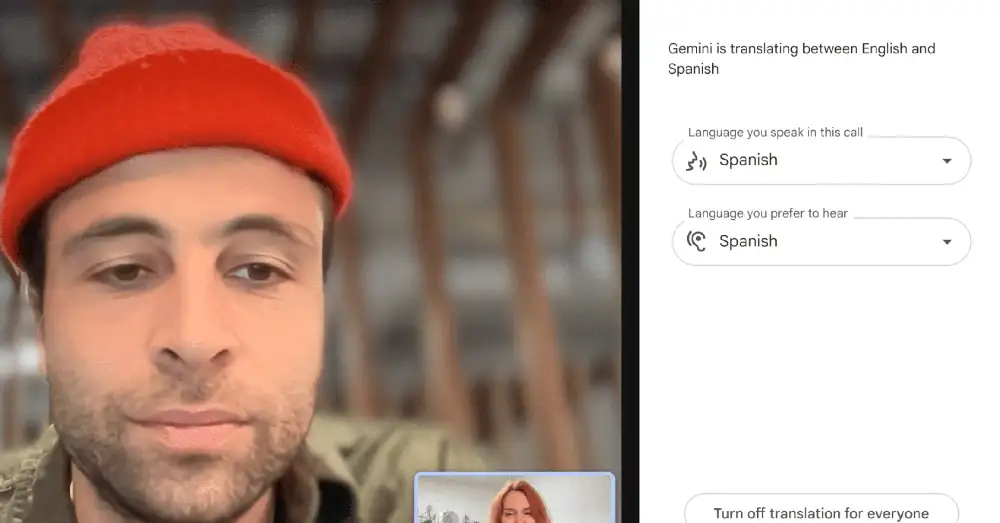 Gemini is translating between English and
Spanish
Language you speak in this call
Spanish
Language you prefer to hear
Spanish
Turn off translation for everyone